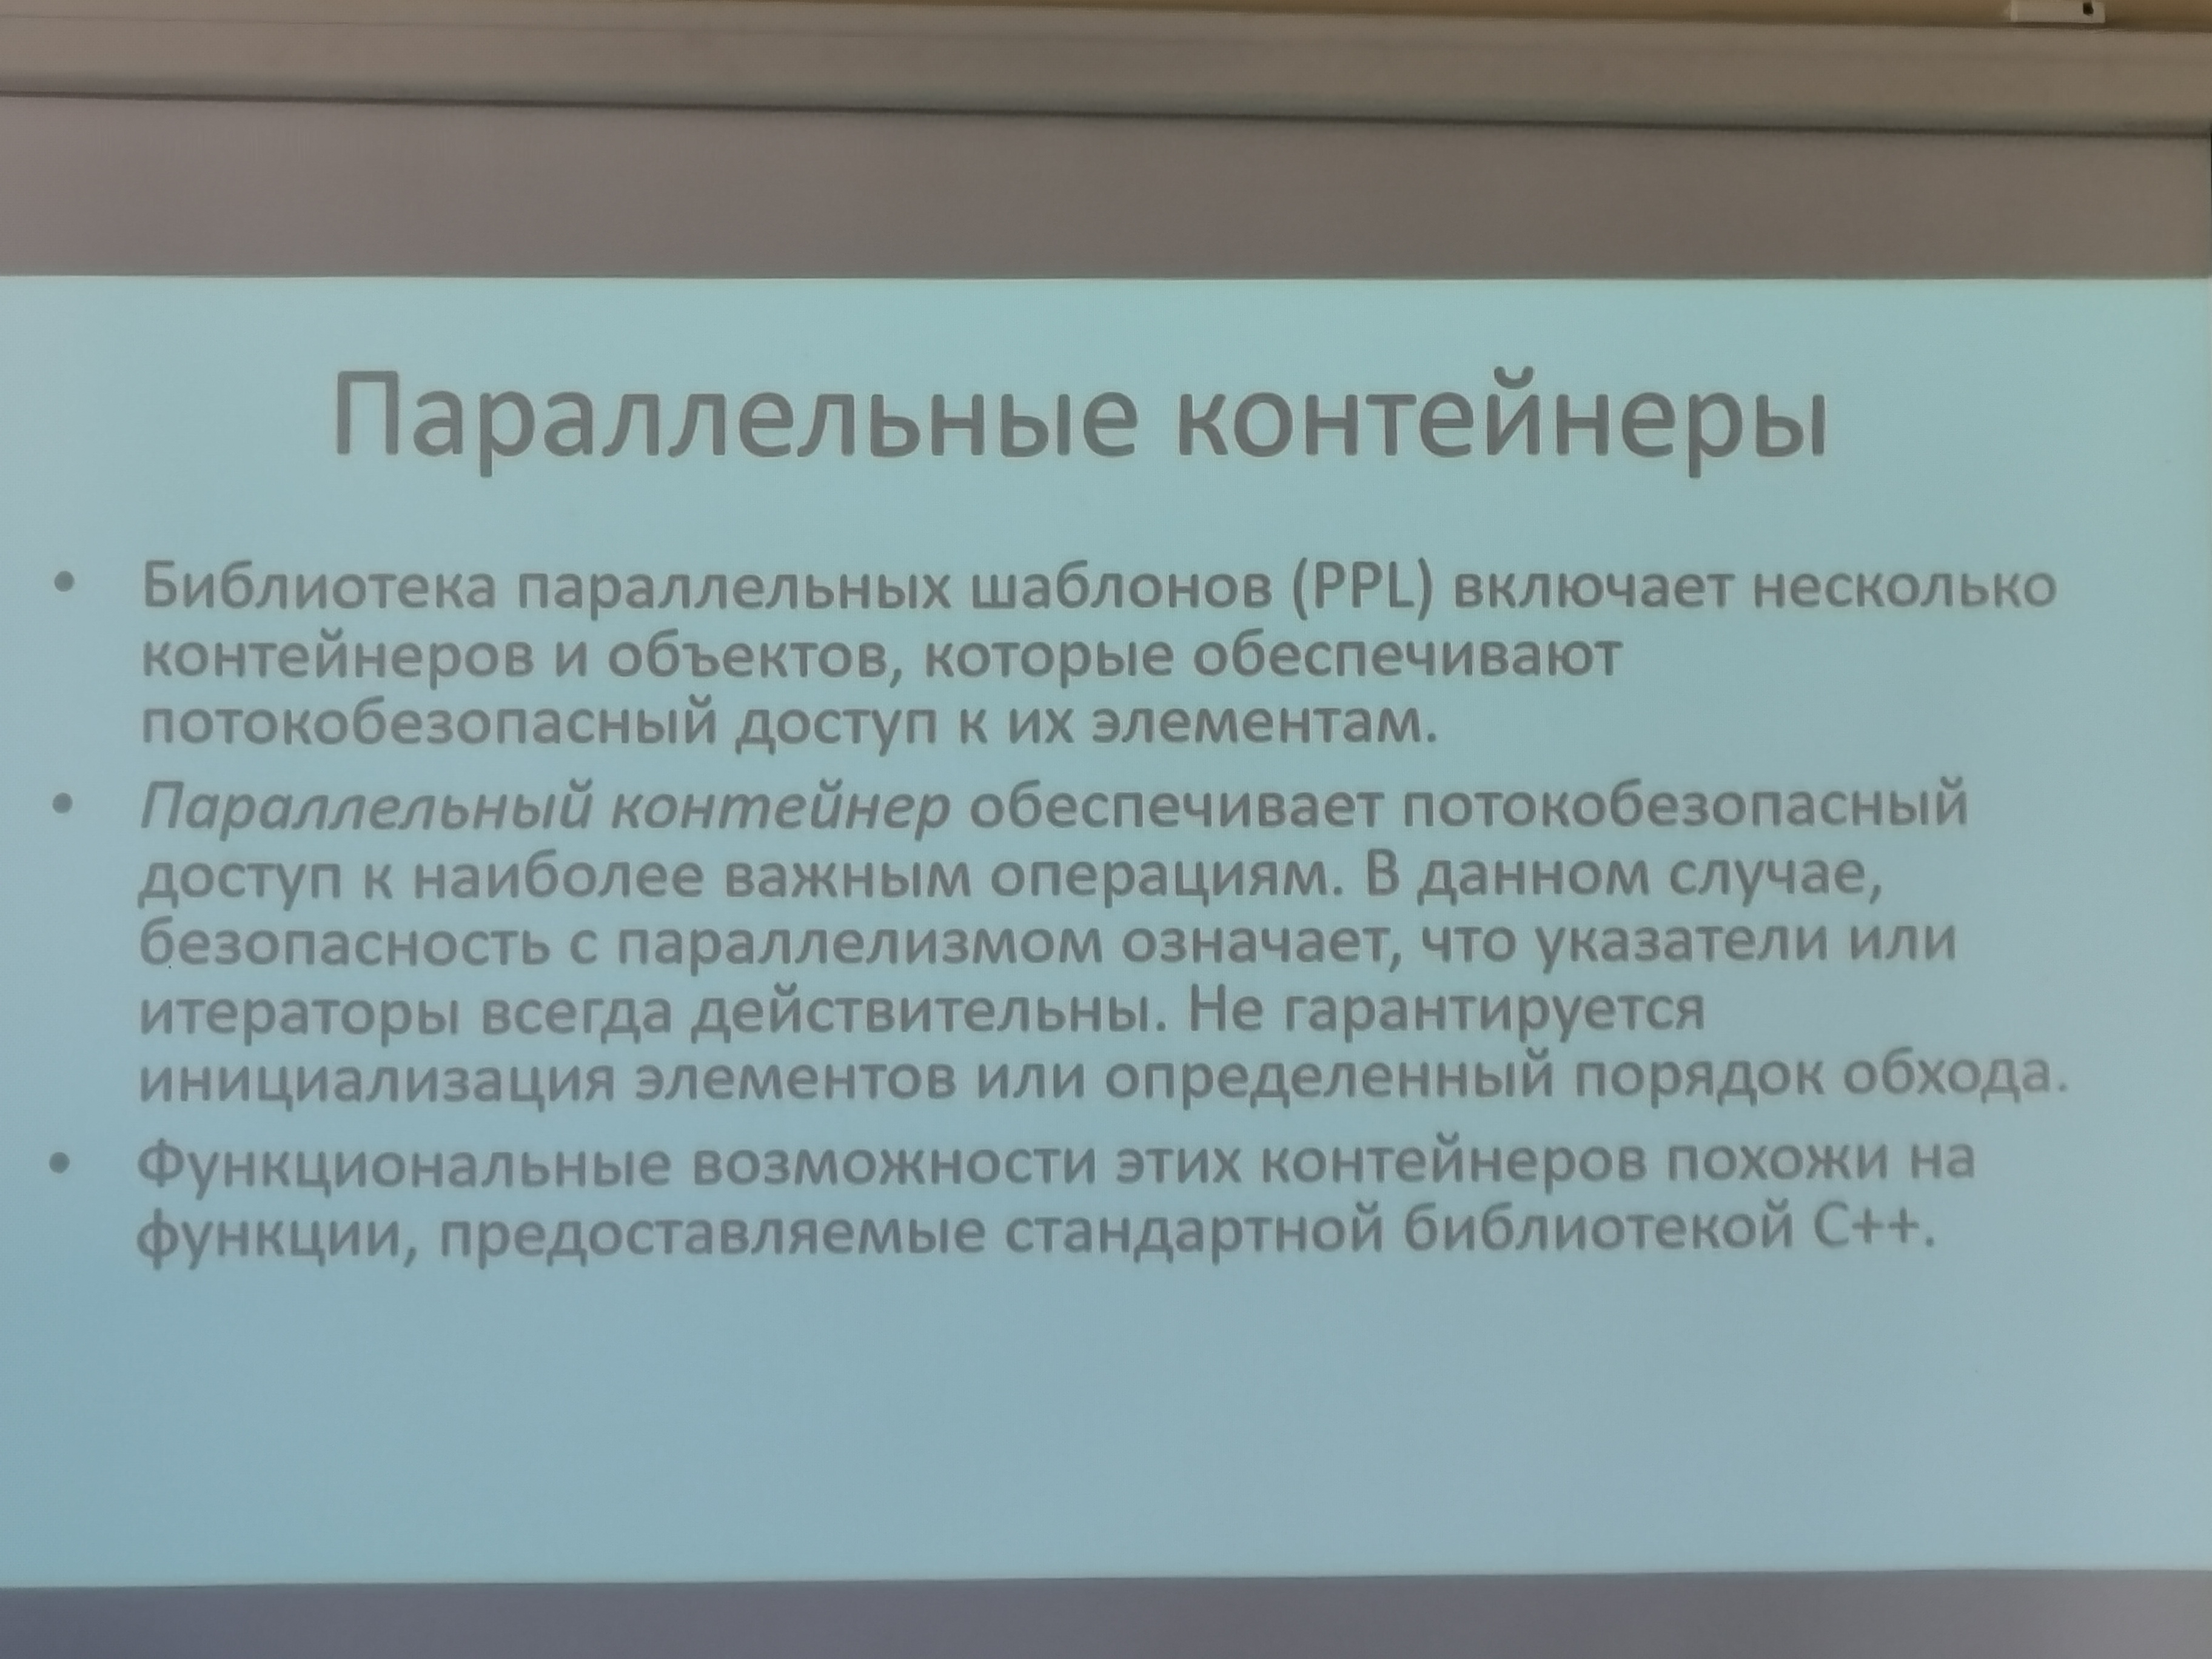 Параллельные контейнеры
• Библиотека параллельных шаблонов (PPL) включает несколько
контейнеров и объектов, которые обеспечивают
потокобезопасный доступ к их элементам.
• Параллельный контейнер обеспечивает потокобезопасный
доступ к наиболее важным операциям. В данном случае,
безопасность с параллелизмом означает, что указатели или
итераторы всегда действительны. Не гарантируется
инициализация элементов или определенный порядок обхода.
• Функциональные возможности этих контейнеров похожи на
функции, предоставляемые стандартной библиотекой C++.